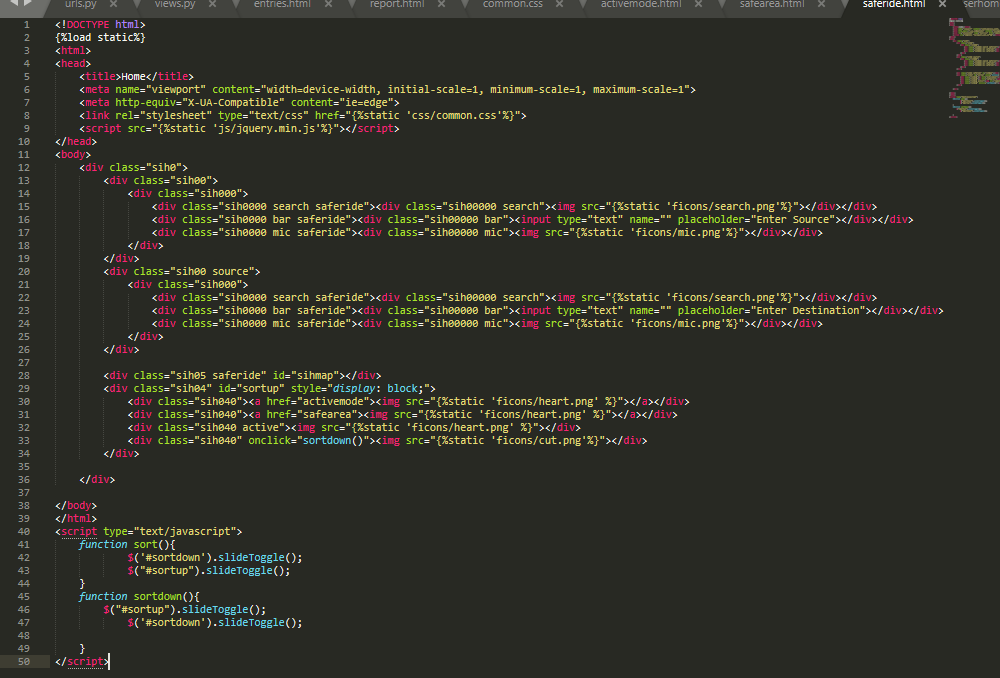 urls.py × views.py × entries.html × report.html × common.css × activemode.html × safearea.html × saferide.html × serhom
1 <!DOCTYPE html>
2 {%load static%}
3 <html>
4 <head>
5 <title>Home</title>
6 <meta name="viewport" content="width=device-width, initial-scale=1, minimum-scale=1, maximum-scale=1">
7 <meta http-equiv="X-UA-Compatible" content="ie=edge">
8 <link rel="stylesheet" type="text/css" href="{%static 'css/common.css'%}">
9 <script src="{%static 'js/jquery.min.js'%}"></script>
10 </head>
11 <body>
12 <div class="sih0">
13 <div class="sih00">
14 <div class="sih000">
15 <div class="sih0000 search saferide"><div class="sih00000 search"><img src="{%static 'ficons/search.png'%}"></div></div>
16 <div class="sih0000 bar saferide"><div class="sih00000 bar"><input type="text" name="" placeholder="Enter Source"></div></div>
17 <div class="sih0000 mic saferide"><div class="sih00000 mic"><img src="{%static 'ficons/mic.png'%}"></div></div>
18 </div>
19 </div>
20 <div class="sih00 source">
21 <div class="sih000">
22 <div class="sih0000 search saferide"><div class="sih00000 search"><img src="{%static 'ficons/search.png'%}"></div></div>
23 <div class="sih0000 bar saferide"><div class="sih00000 bar"><input type="text" name="" placeholder="Enter Destination"></div></div>
24 <div class="sih0000 mic saferide"><div class="sih00000 mic"><img src="{%static 'ficons/mic.png'%}"></div></div>
25 </div>
26 </div>
27
28 <div class="sih05 saferide" id="sihmap"></div>
29 <div class="sih04" id="sortup" style="display: block;">
30 <div class="sih040"><a href="activemode"><img src="{%static 'ficons/heart.png' %}"></a></div>
31 <div class="sih040"><a href="safearea"><img src="{%static 'ficons/heart.png' %}"></a></div>
32 <div class="sih040 active"><img src="{%static 'ficons/heart.png' %}"></div>
33 <div class="sih040" onclick="sortdown()"><img src="{%static 'ficons/cut.png'%}"></div>
34 </div>
35
36 </div>
37
38 </body>
39 </html>
40 <script type="text/javascript">
41 function sort(){
42 $('#sortdown').slideToggle();
43 $("#sortup").slideToggle();
44 }
45 function sortdown(){
46 $("#sortup").slideToggle();
47 $('#sortdown').slideToggle();
48
49 }
50 </script>